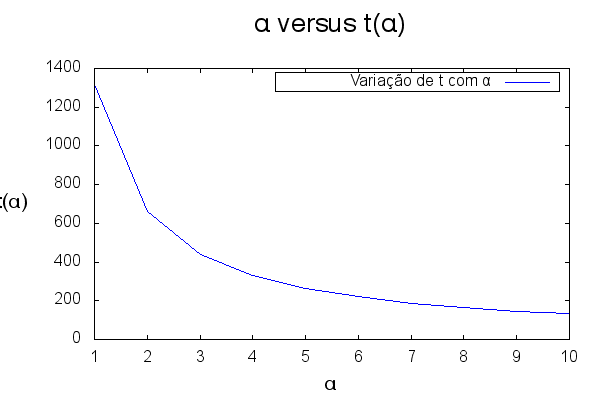 α versus t(α)
Variação de t com α
1400
1200
1000
800
600
400
200
0
t(α)
1 2 3 4 5 6 7 8 9 10
α